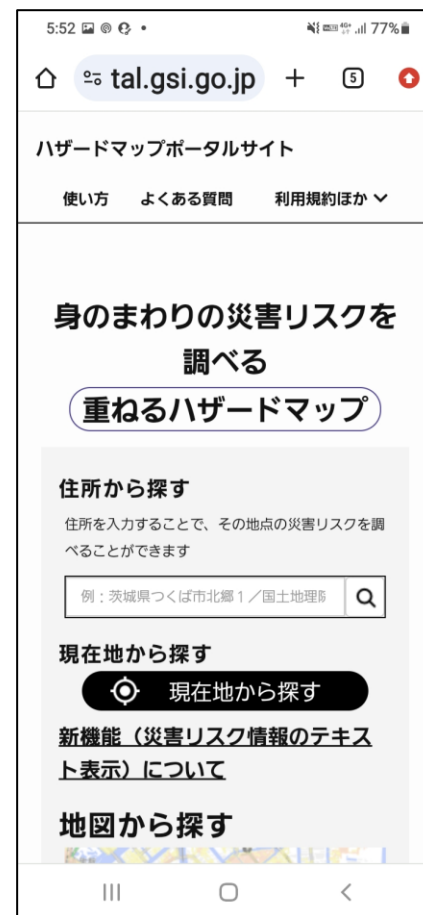 5:52
77%
tal.gsi.go.jp
5
ハザードマップポータルサイト
使い方 よくある質問 利用規約ほか
身のまわりの災害リスクを
調べる
重ねるハザードマップ
住所から探す
住所を入力することで、その地点の災害リスクを調
べることができます
例：茨城県つくば市北郷１／国土地理
現在地から探す
現在地から探す
新機能（災害リスク情報のテキス
ト表示）について
地図から探す